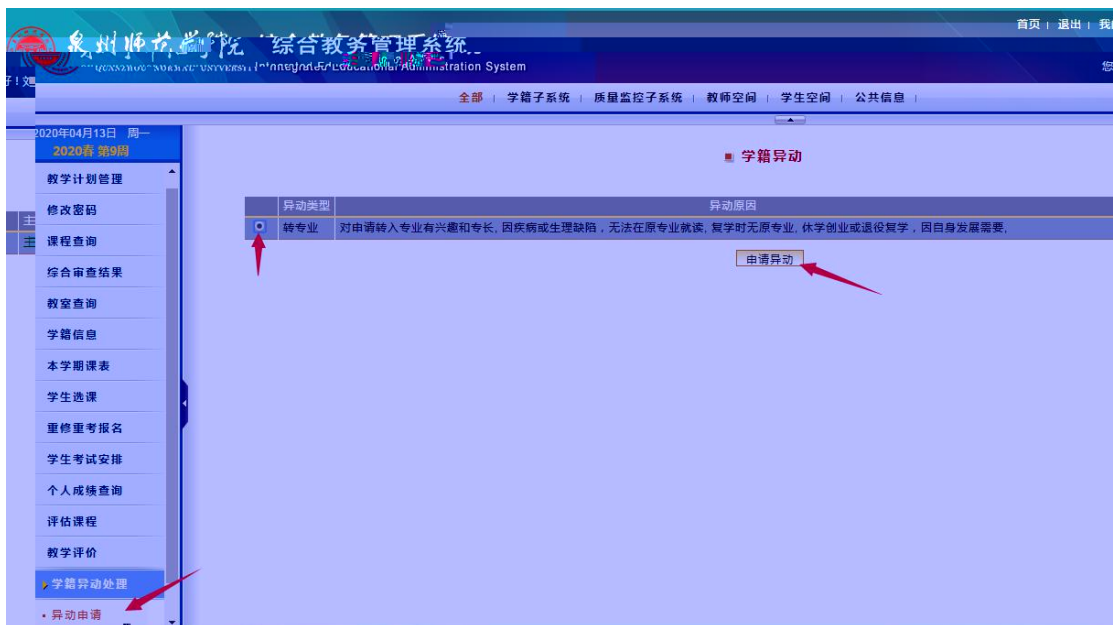 首页 | 退出 | 我
泉州师范学院 综合教务管理系统
您
全部 | 学籍子系统 | 质量监控子系统 | 教师空间 | 学生空间 | 公共信息 |
2020年04月13日 周一
2020春 第9周
学籍异动
教学计划管理
修改密码
课程查询
综合审查结果
教室查询
学籍信息
本学期课表
学生选课
重修重考报名
学生考试安排
个人成绩查询
评估课程
教学评价
学籍异动处理
异动申请
异动类型 异动原因
转专业 对申请转入专业有兴趣和专长, 因疾病或生理缺陷，无法在原专业就读, 复学时无原专业, 休学创业或退役复学，因自身发展需要,
申请异动